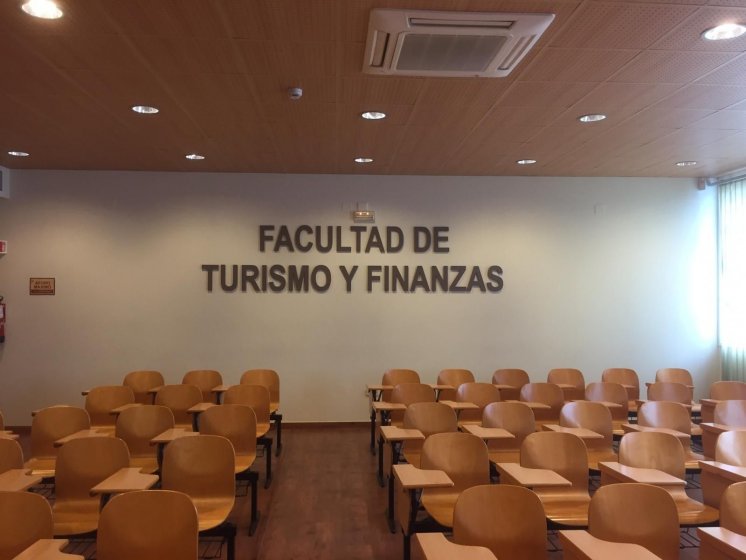 FACULTAD DE
TURISMO Y FINANZAS